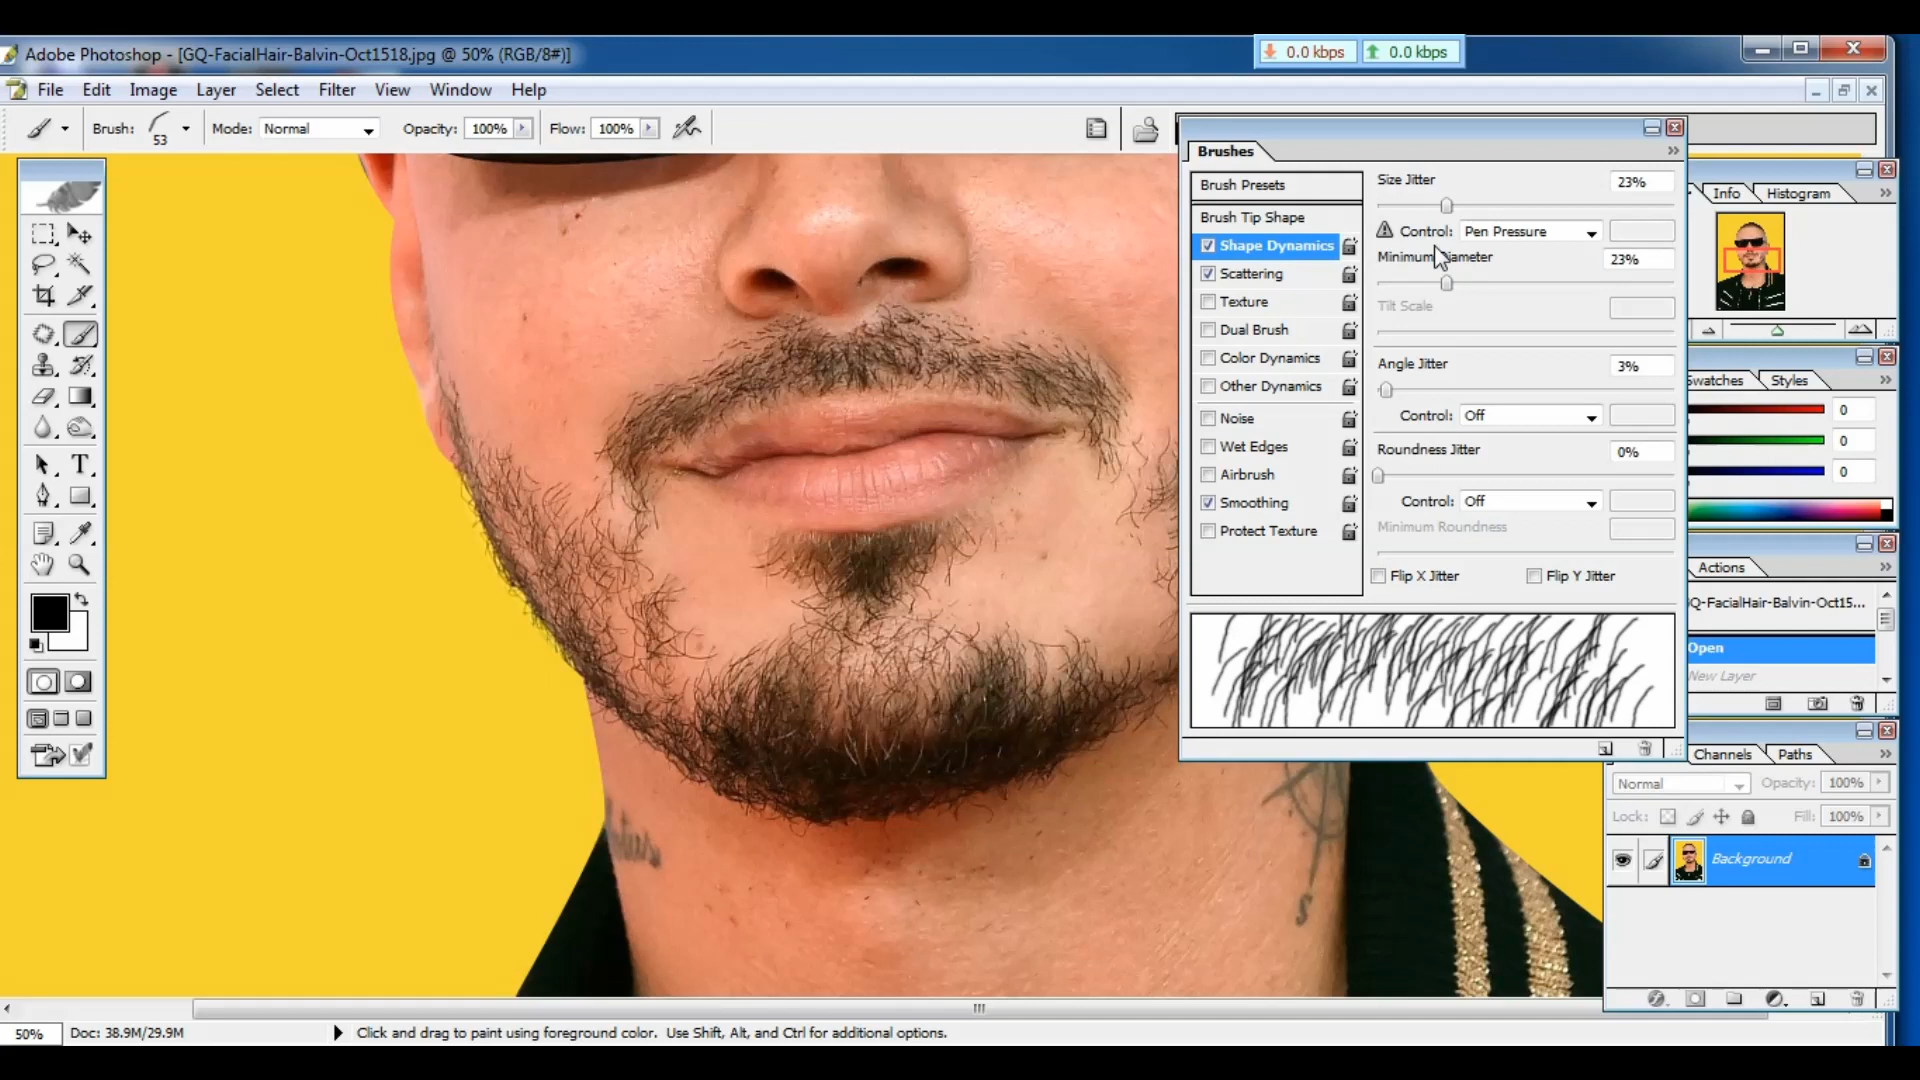 Adobe Photoshop - [GQ-FacialHair-Balvin-Oct1518.jpg @ 50% (RGB/8#)]
0.0 kbps 0.0 kbps
File Edit Image Layer Select Filter View Window Help
Brush: 53 Mode: Normal Opacity: 100% Flow: 100%
Brushes
Brush Presets
Brush Tip Shape
Shape Dynamics
Scattering
Texture
Dual Brush
Color Dynamics
Other Dynamics
Noise
Wet Edges
Airbrush
Smoothing
Protect Texture
Size Jitter 23%
Control: Pen Pressure
Minimum 23%
Tilt Scale
Angle Jitter 3%
Control: Off
Roundness Jitter 0%
Control: Off
Minimum Roundness
Flip X Jitter Flip Y Jitter
Info Histogram
Swatches Styles
0
0
0
Actions
GQ-FacialHair-Balvin-Oct15...
Open
New Layer
Channels Paths
Normal Opacity: 100%
Lock: Fill: 100%
Background
50% Doc: 38.9M/29.9M Click and drag to paint using foreground color. Use Shift, Alt, and Ctrl for additional options.